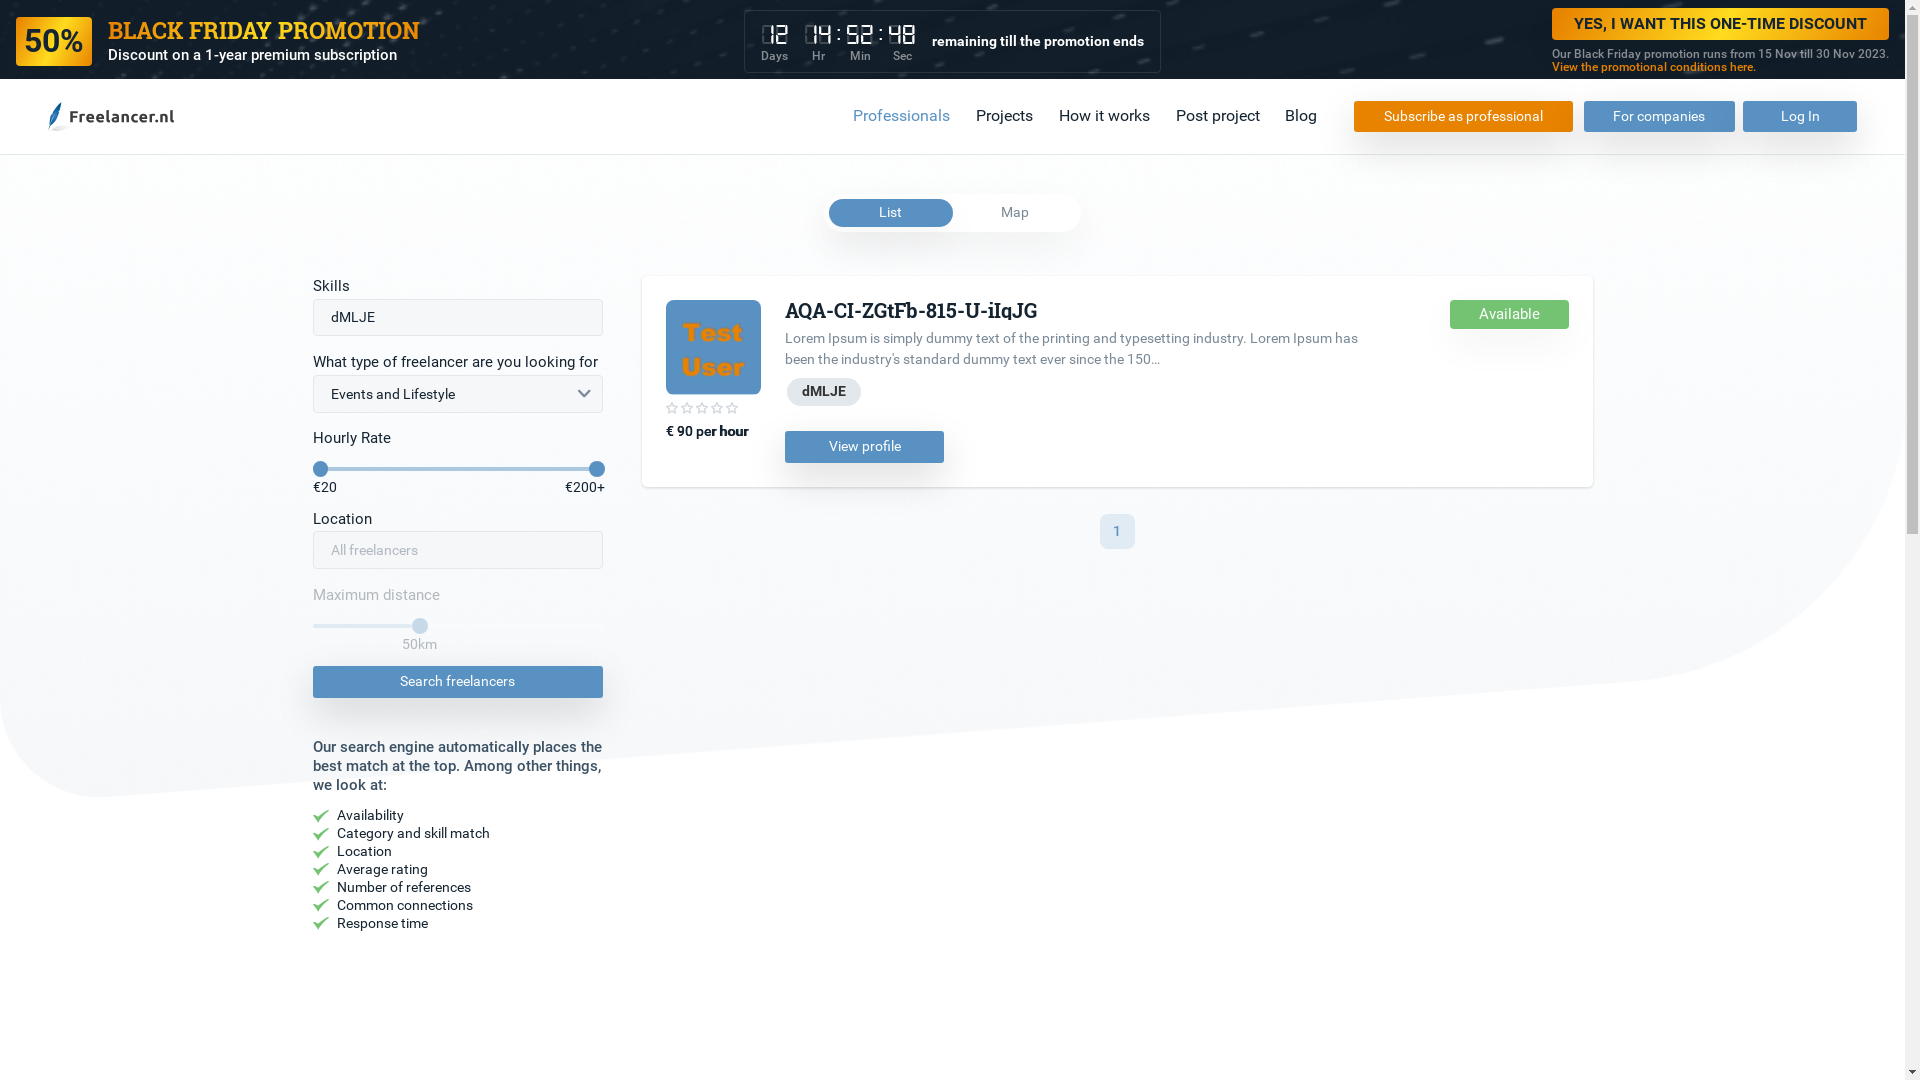 50%
BLACK FRIDAY PROMOTION
Discount on a 1-year premium subscription
12 14 : 52 : 48
Days Hr Min Sec
remaining till the promotion ends
YES, I WANT THIS ONE-TIME DISCOUNT
Our Black Friday promotion runs from 15 Nov till 30 Nov 2023.
View the promotional conditions here.
Freelancer.nl
Professionals Projects How it works Post project Blog
Subscribe as professional For companies Log In
List Map
Skills
dMLJE
What type of freelancer are you looking for
Events and Lifestyle
Hourly Rate
€20 €200+
Location
All freelancers
Maximum distance
50km
Search freelancers
Our search engine automatically places the
best match at the top. Among other things,
we look at:
Availability
Category and skill match
Location
Average rating
Number of references
Common connections
Response time
Test
User
€ 90 per hour
AQA-CI-ZGtFb-815-U-iIqJG
Lorem Ipsum is simply dummy text of the printing and typesetting industry. Lorem Ipsum has
been the industry's standard dummy text ever since the 150...
dMLJE
View profile
Available
1